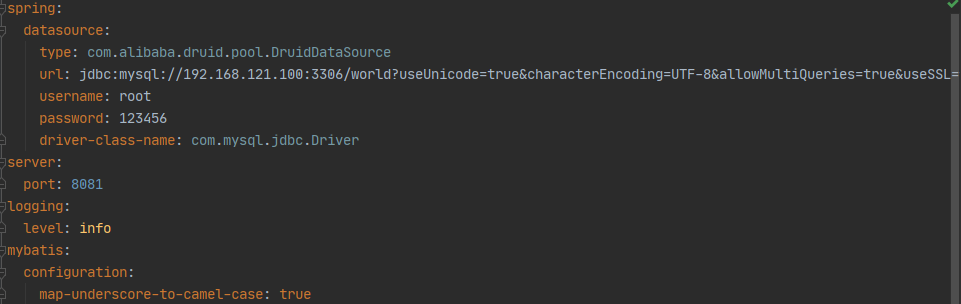 spring:
  datasource:
    type: com.alibaba.druid.pool.DruidDataSource
    url: jdbc:mysql://192.168.121.100:3306/world?useUnicode=true&characterEncoding=UTF-8&allowMultiQueries=true&useSSL=
    username: root
    password: 123456
    driver-class-name: com.mysql.jdbc.Driver
server:
  port: 8081
logging:
  level: info
mybatis:
  configuration:
    map-underscore-to-camel-case: true